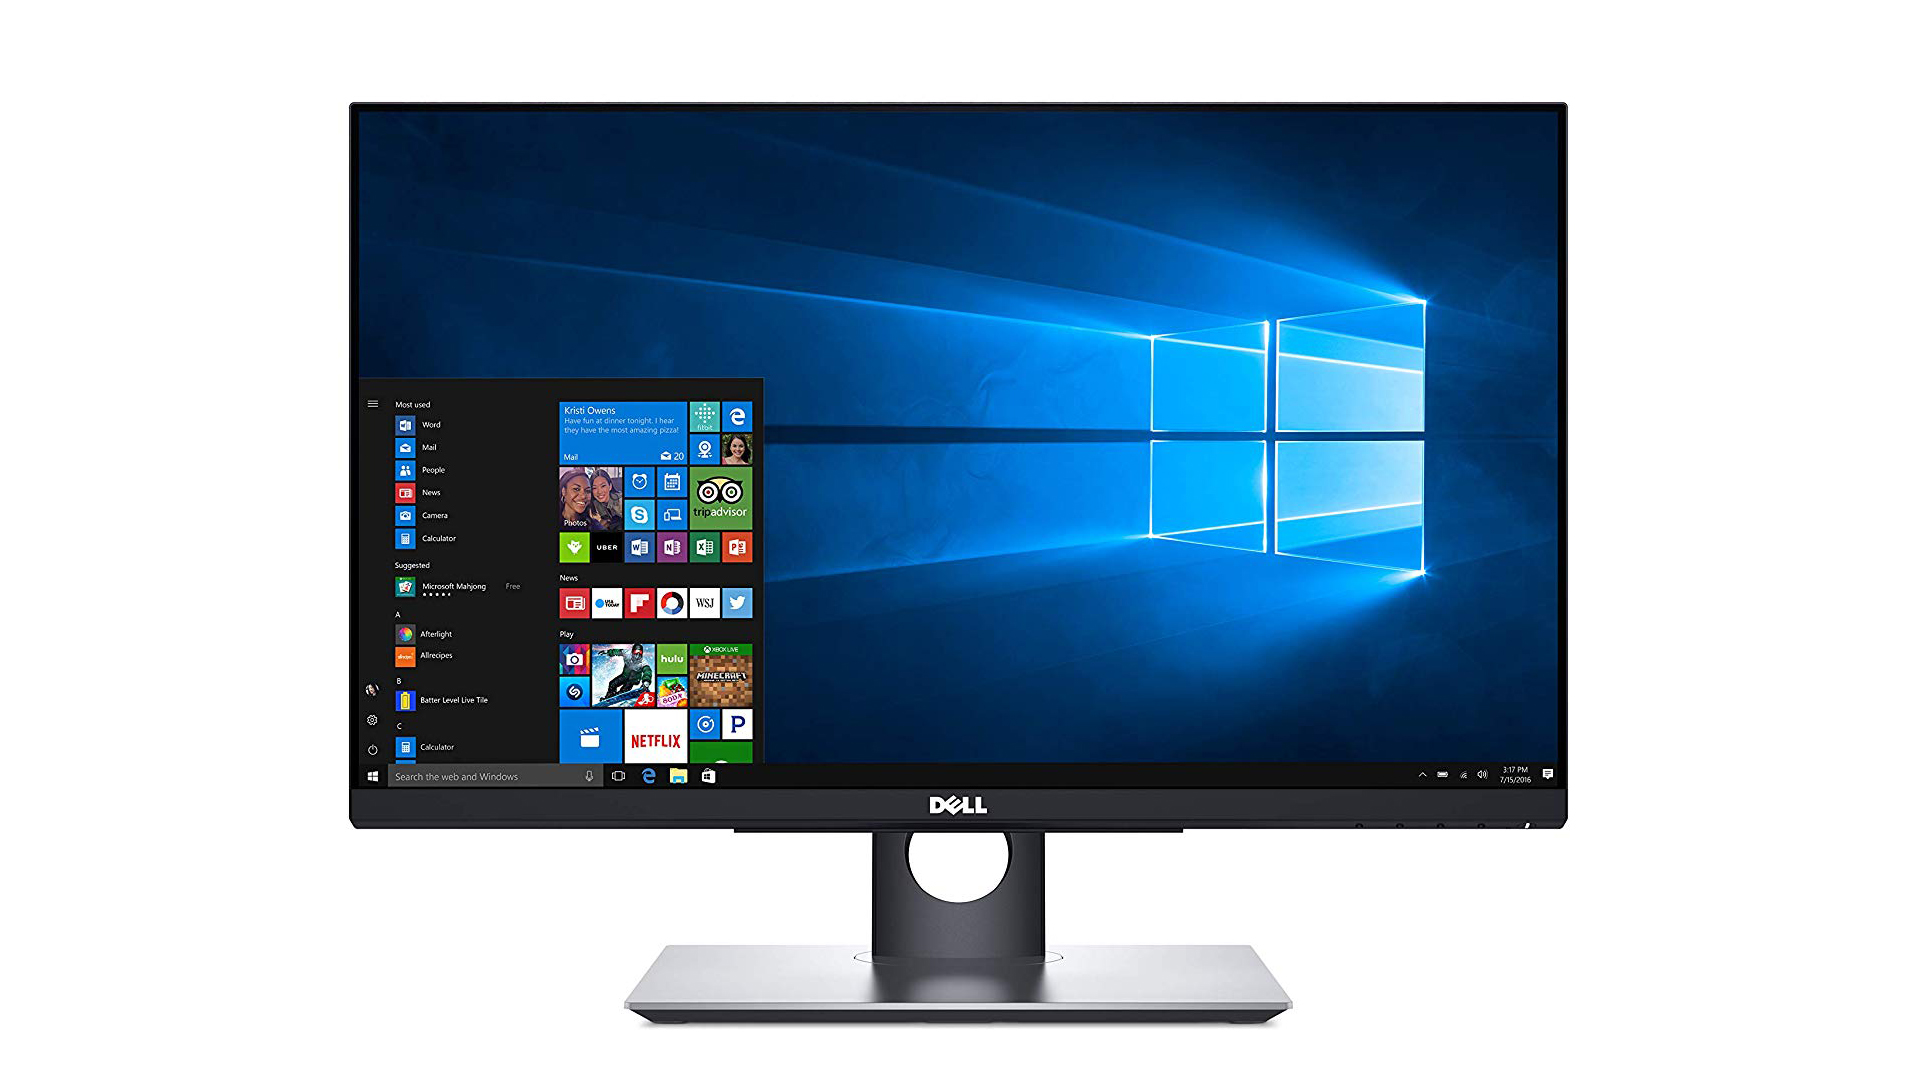 Most used
Word
Mail
People
News
Camera
Calculator
Suggested
Microsoft Mahjong Free
A
Afterlight
Allrecipes
B
Batter Level Live Tile
C
Calculator
Kristi Owens
Have fun at dinner tonight. I hear
they have the most amazing pizza!
Mail 20
fitbit
Photos
tripadvisor
UBER
News
USA TODAY
WSJ
Play
hulu
XBOX LIVE
MINECRAFT
SODA
NETFLIX
Search the web and Windows
3:17 PM
7/15/2016
DELL